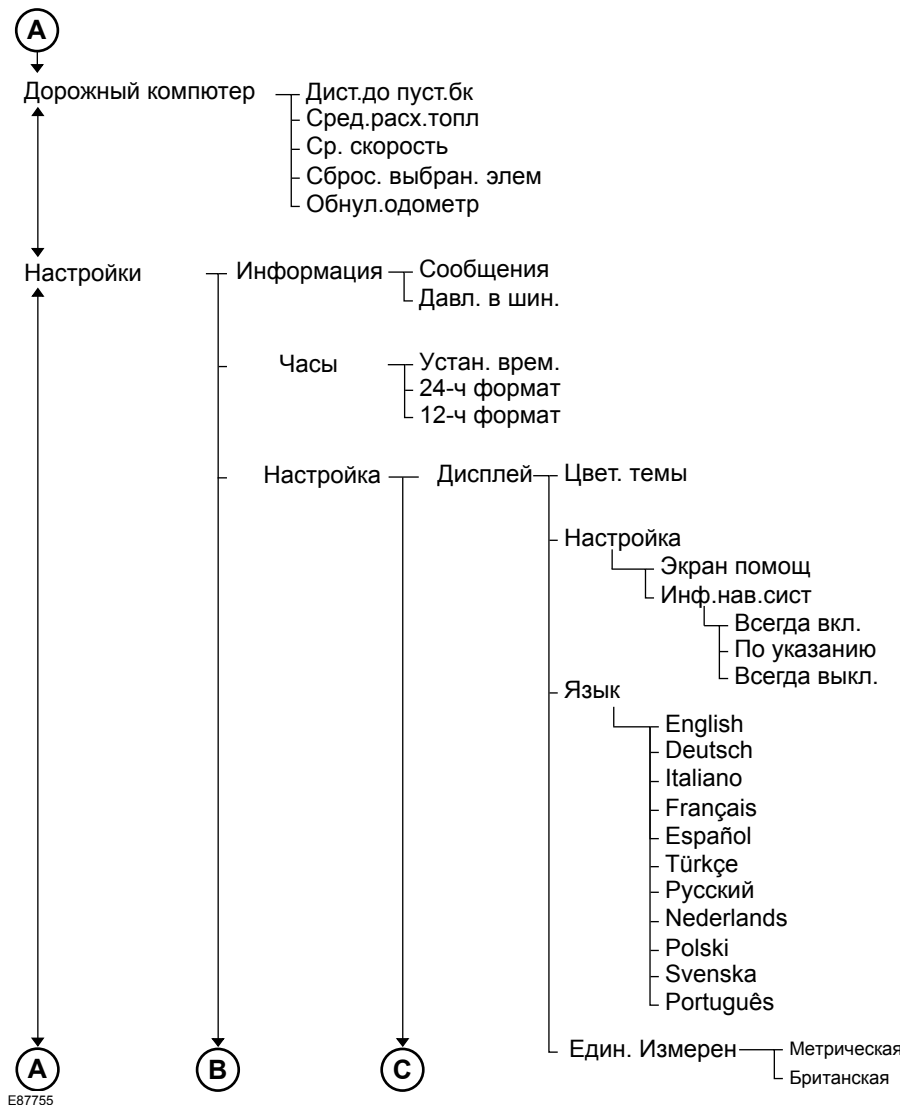 A
Дорожный компютер
Дист.до пуст.бк
Сред.расх.топл
Ср. скорость
Сброс. выбран. элем
Обнул.одометр
Настройки
Информация
Сообщения
Давл. в шин.
Часы
Устан. врем.
24-ч формат
12-ч формат
Настройка
Дисплей
Цвет. темы
Настройка
Экран помощ
Инф.нав.сист
Всегда вкл.
По указанию
Всегда выкл.
Язык
English
Deutsch
Italiano
Français
Español
Türkçe
Русский
Nederlands
Polski
Svenska
Português
Един. Измерен
Метрическая
Британская
A
B
C
E87755